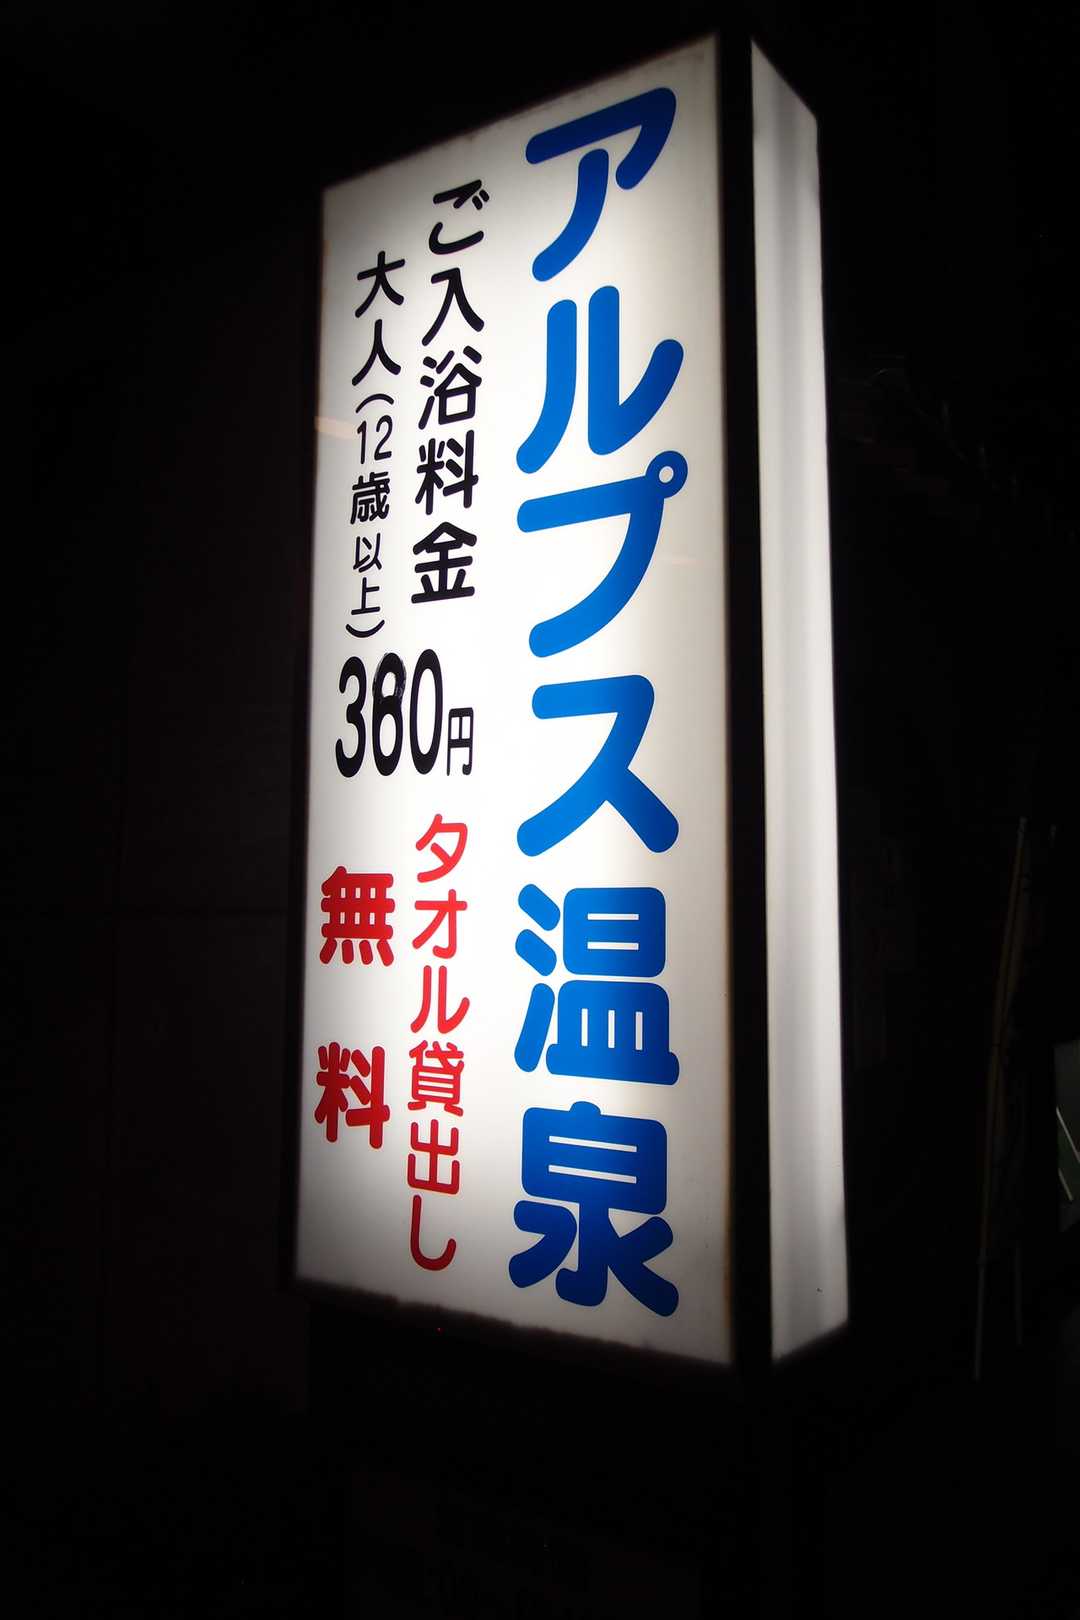 アルプス温泉
ご入浴料金
大人(12歳以上)
380円
タオル貸出し
無料